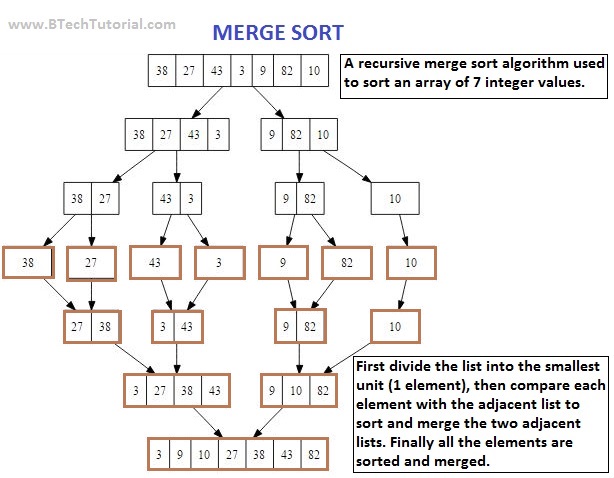 www.BTechTutorial.com
MERGE SORT
38 27 43 3 9 82 10
A recursive merge sort algorithm used
to sort an array of 7 integer values.
38 27 43 3
9 82 10
38 27
43 3
9 82
10
38
27
43
3
9
82
10
27 38
3 43
9 82
10
3 27 38 43
9 10 82
First divide the list into the smallest
unit (1 element), then compare each
element with the adjacent list to
sort and merge the two adjacent
lists. Finally all the elements are
sorted and merged.
3 9 10 27 38 43 82